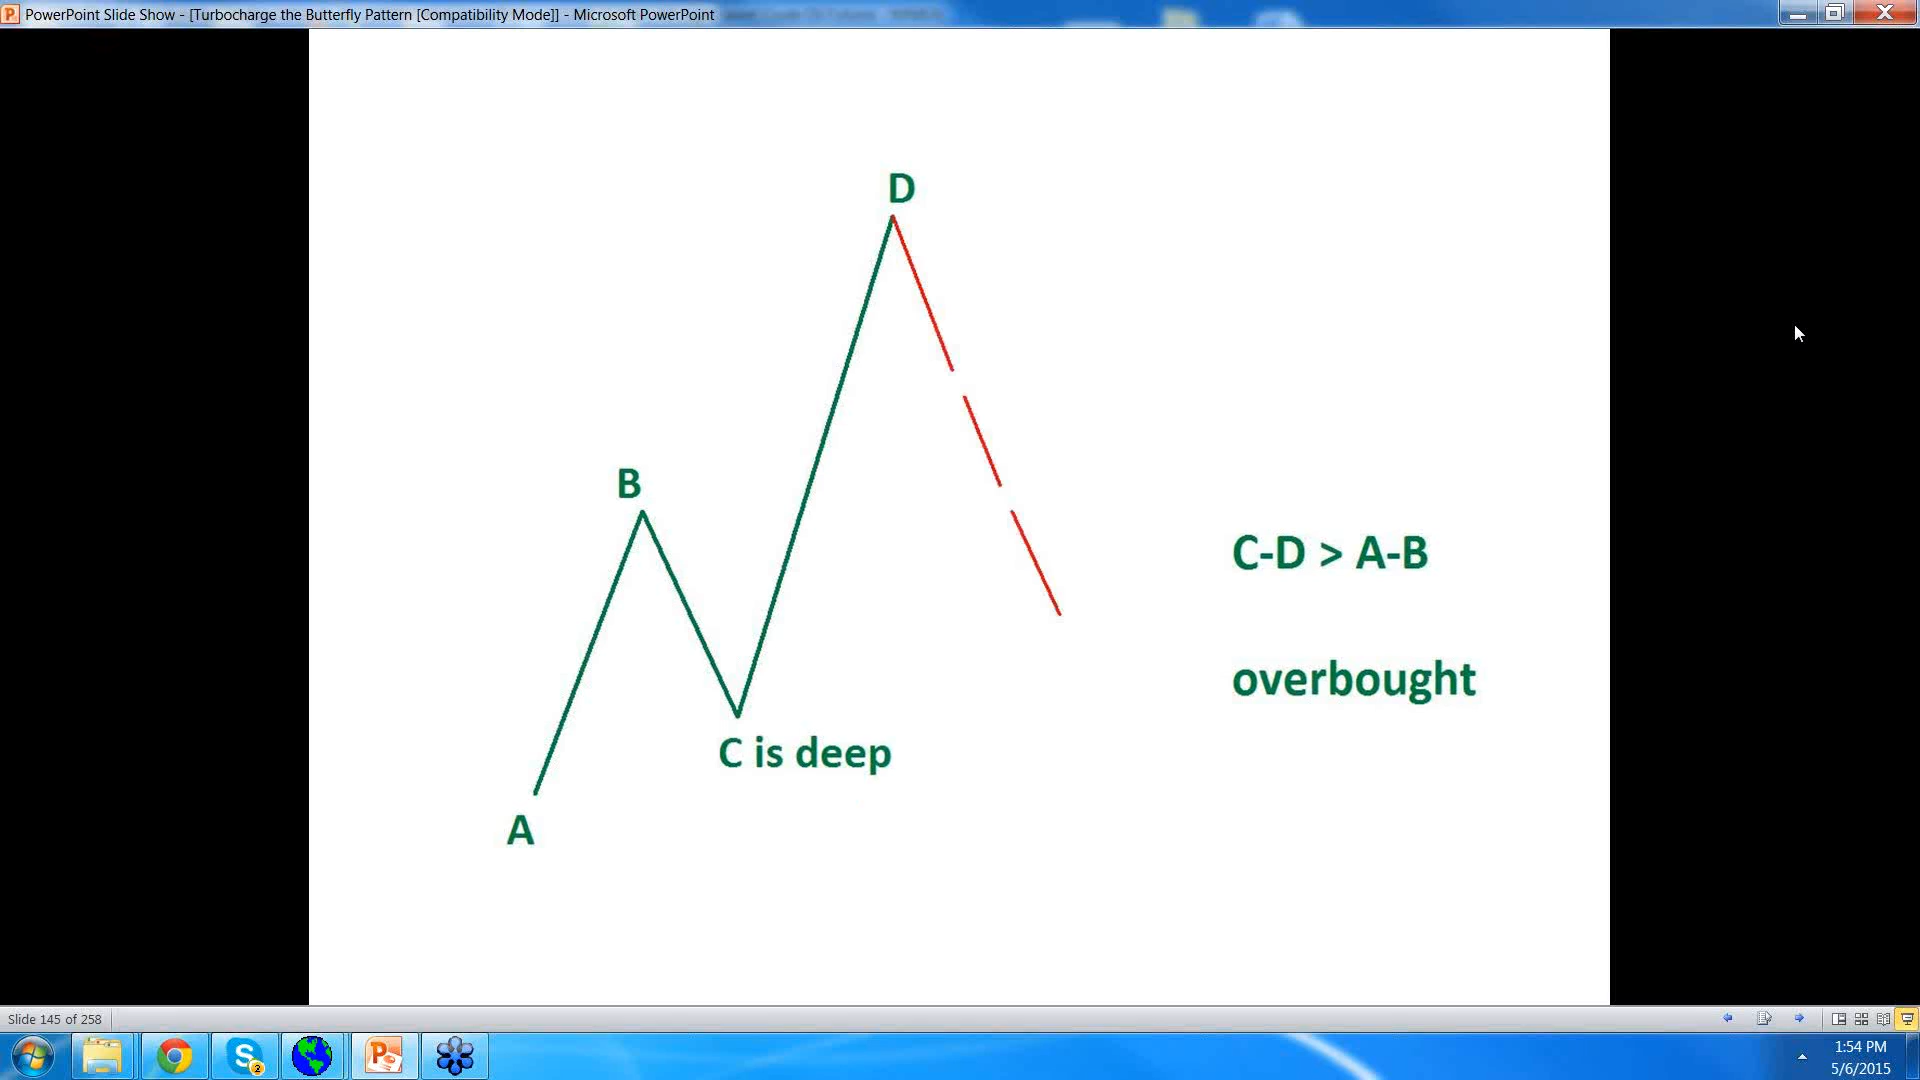 PowerPoint Slide Show - [Turbocharge the Butterfly Pattern [Compatibility Mode]] - Microsoft PowerPoint
D
B
C-D > A-B
overbought
C is deep
A
Slide 145 of 258
2
1:54 PM
5/6/2015